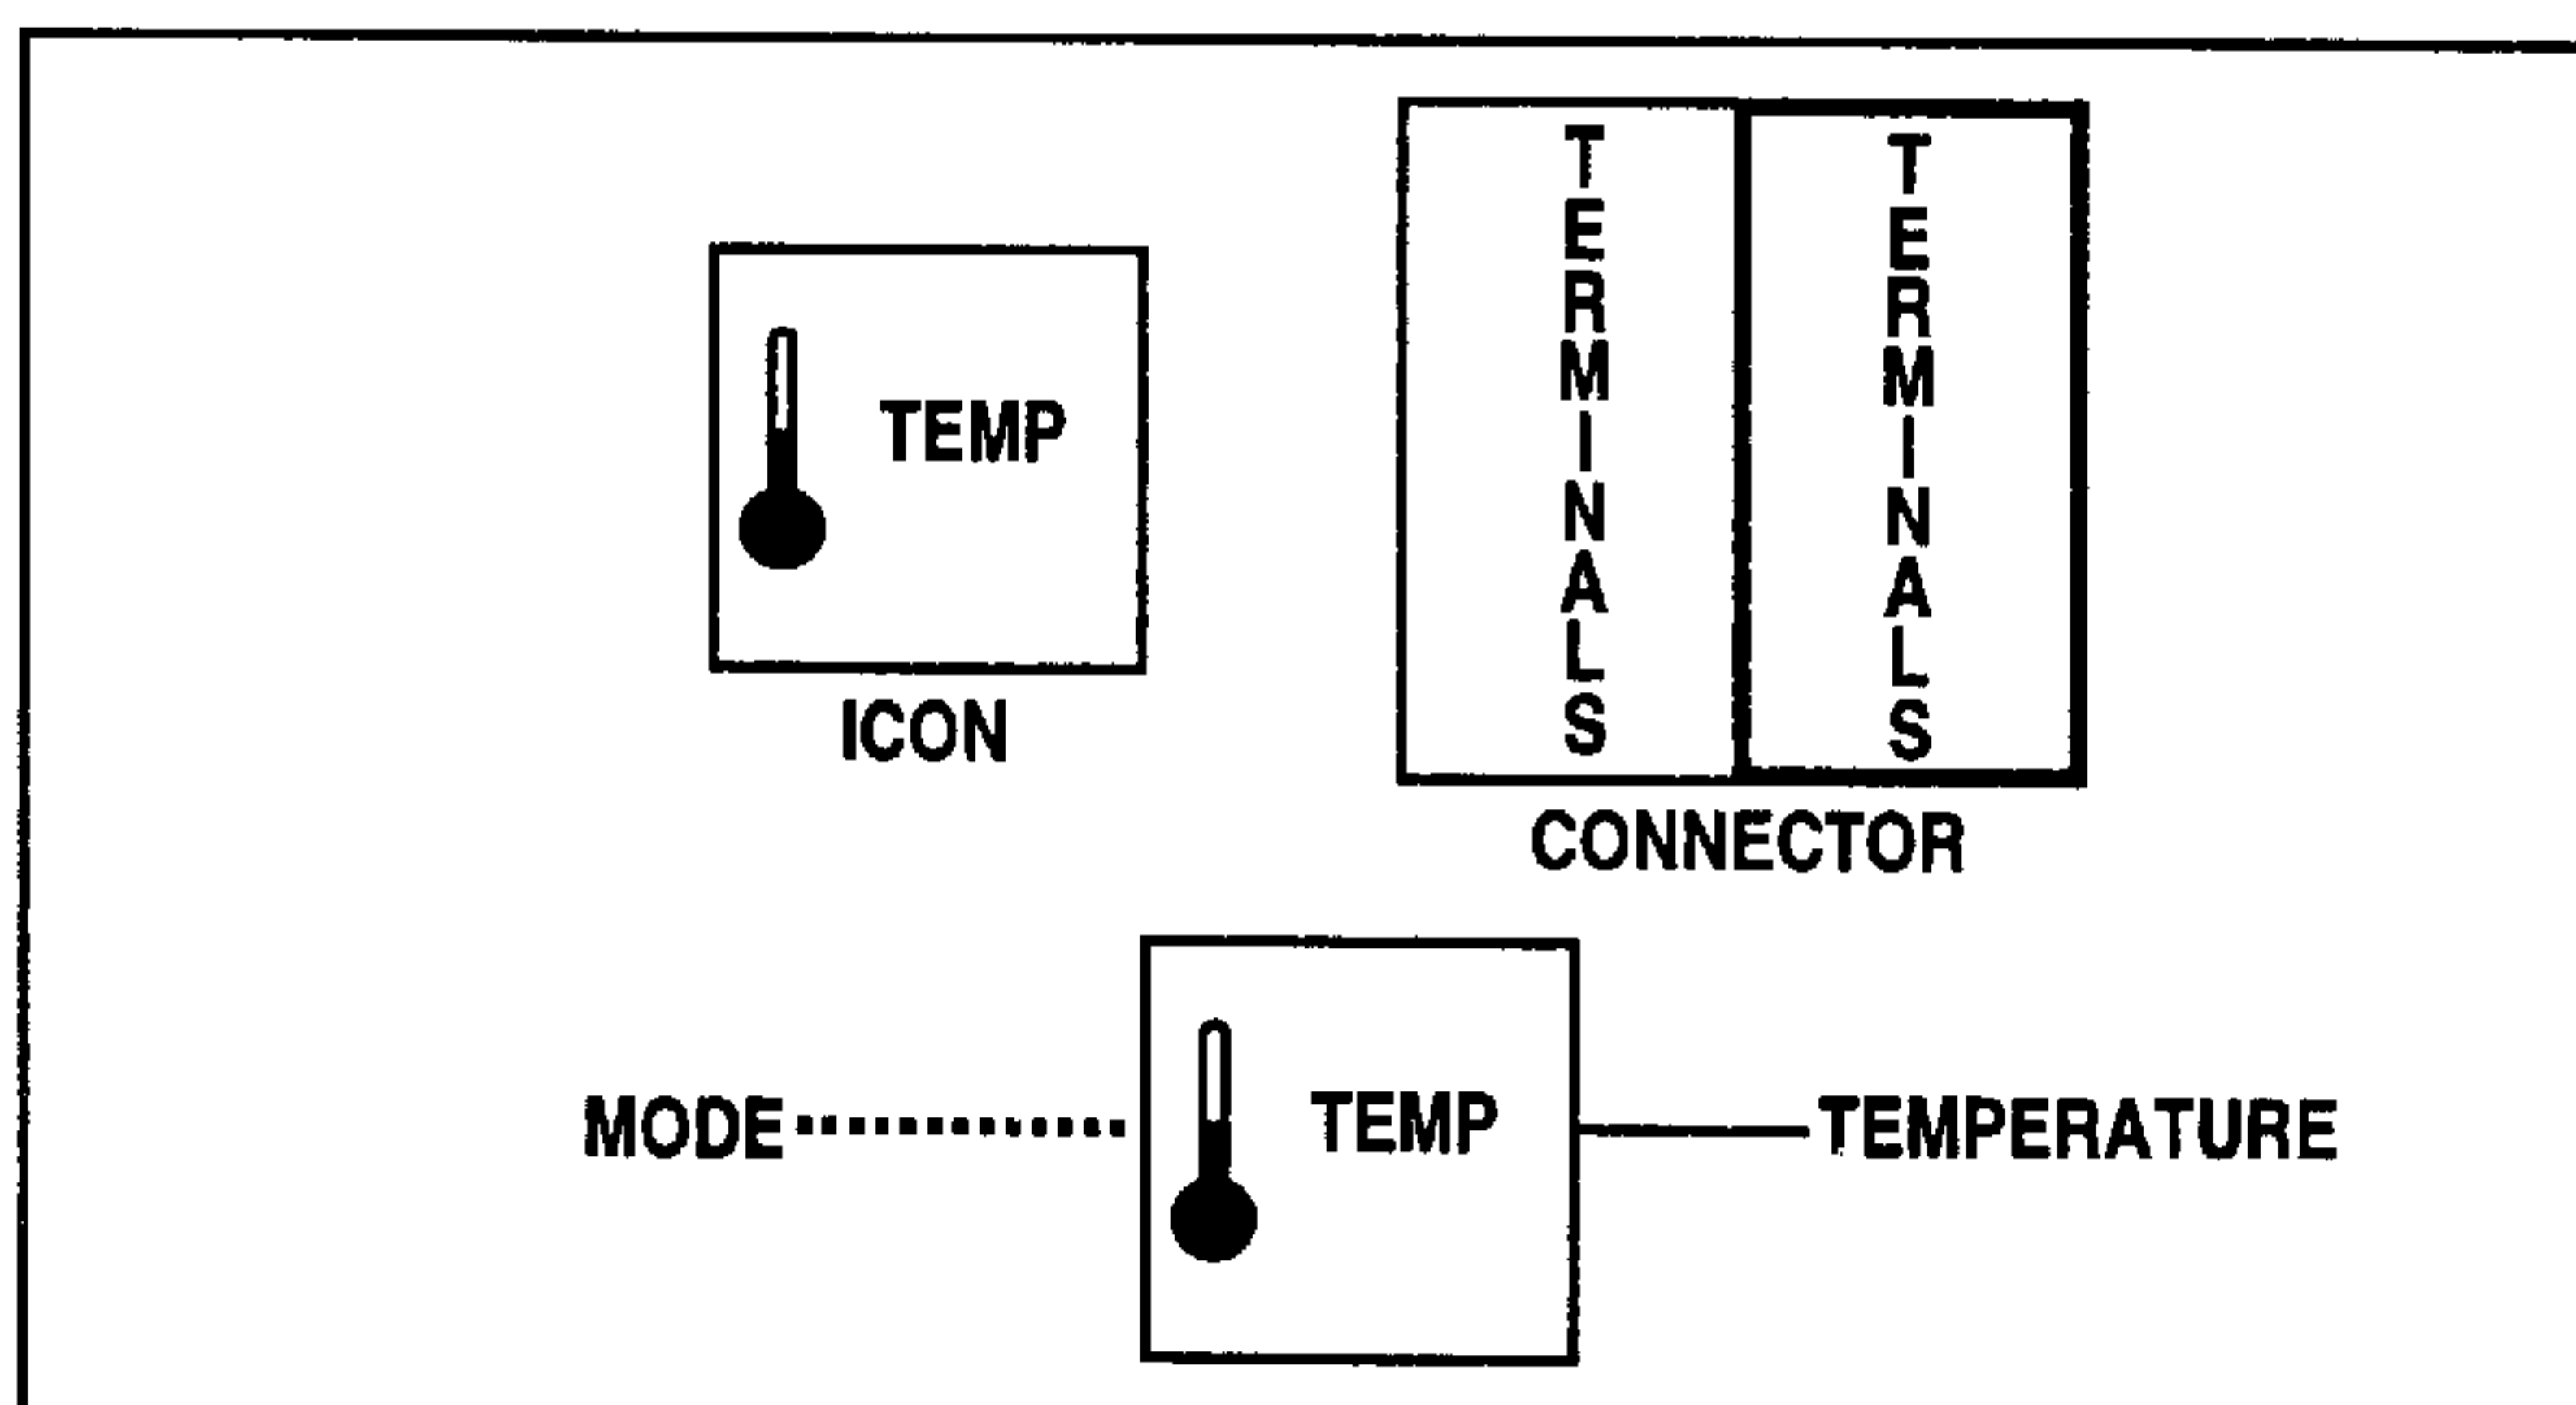 TERMINALS
TERMINALS
TEMP
ICON
CONNECTOR
MODE
TEMP
TEMPERATURE